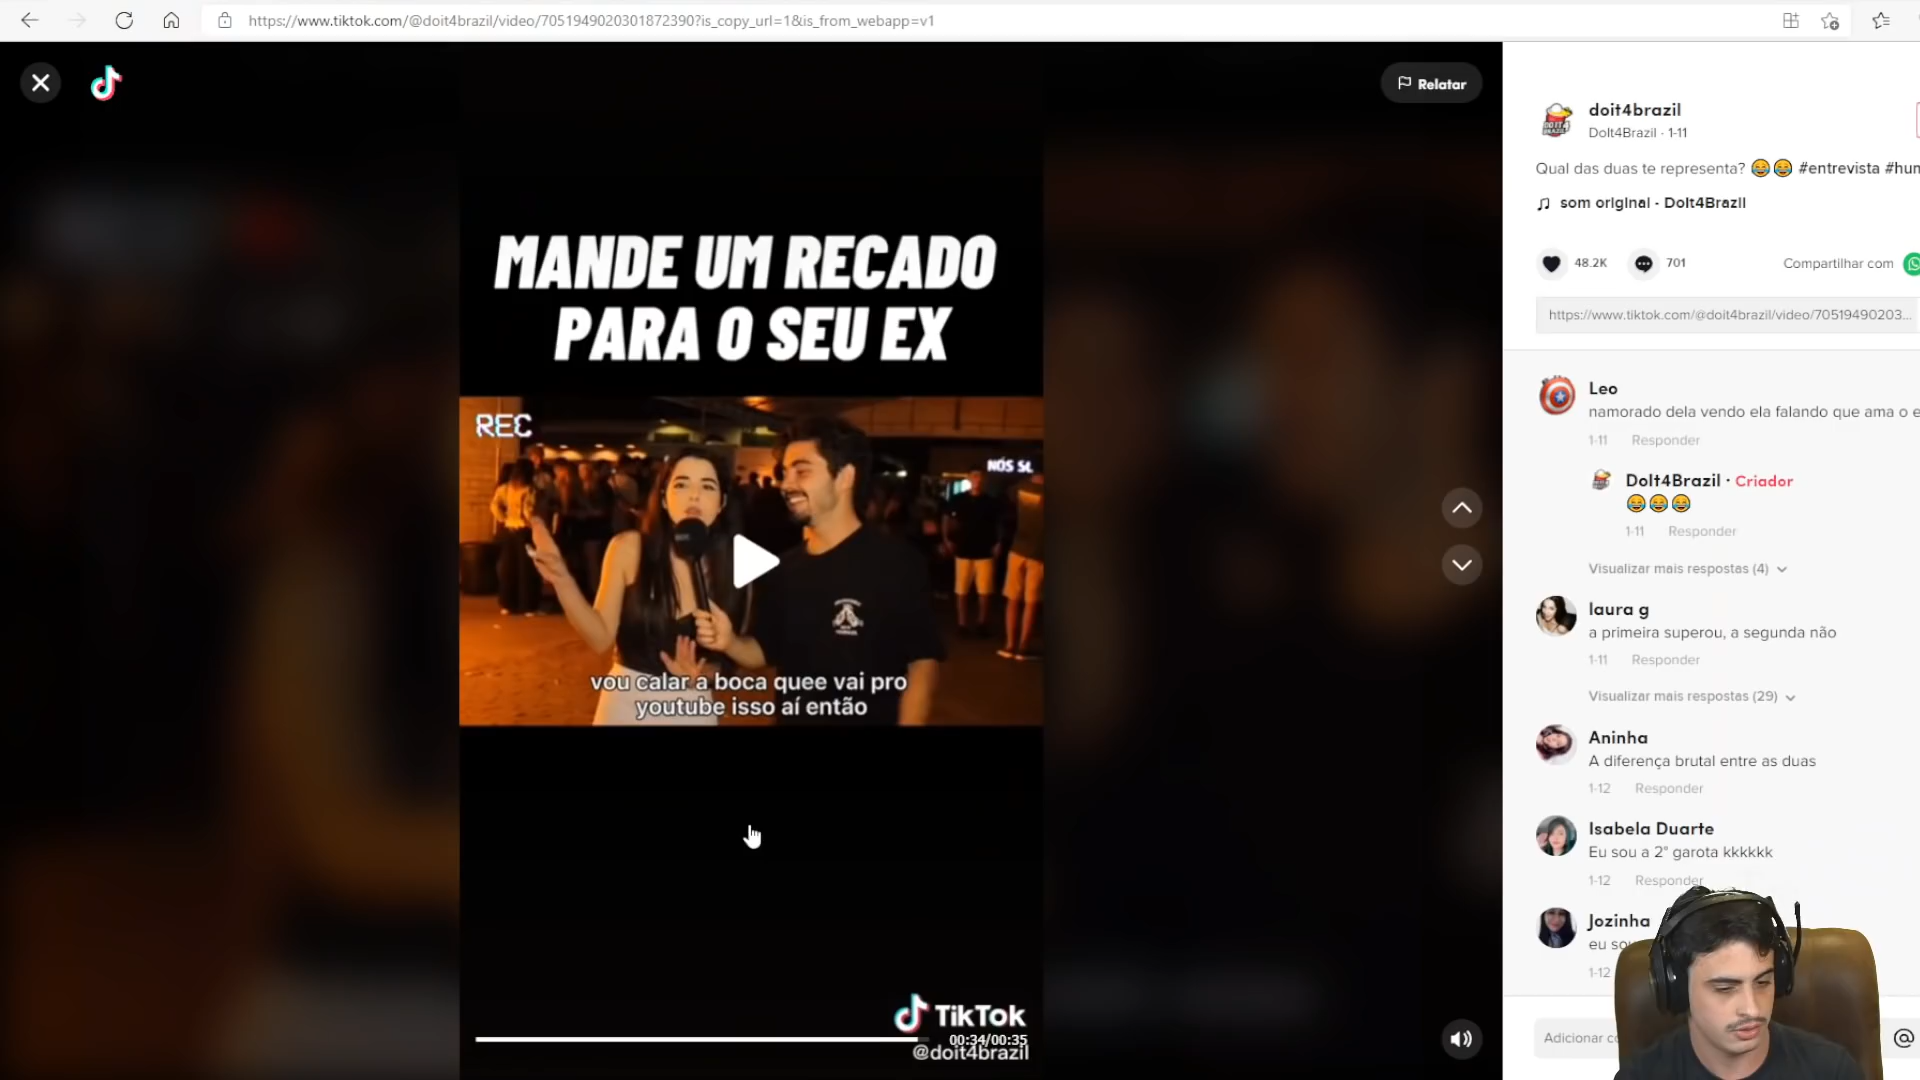 https://www.tiktok.com/@doit4brazil/video/7051949020301872390?is_copy_url=1&is_from_webapp=v1
Relatar
MANDE UM RECADO
PARA O SEU EX
REC
NÓS SL
vou calar a boca quee vai pro
youtube isso aí então
TikTok
00:34/00:35
@doit4brazil
doit4brazil
DoIt4Brazil · 1-11
Qual das duas te representa? 😂😂 #entrevista #hun
som original - DoIt4Brazil
48.2K
701
Compartilhar com
https://www.tiktok.com/@doit4brazil/video/70519490203...
Leo
namorado dela vendo ela falando que ama o e
1-11 Responder
DoIt4Brazil · Criador
😂😂😂
1-11 Responder
Visualizar mais respostas (4)
laura g
a primeira superou, a segunda não
1-11 Responder
Visualizar mais respostas (29)
Aninha
A diferença brutal entre as duas
1-12 Responder
Isabela Duarte
Eu sou a 2° garota kkkkkk
1-12 Responder
Jozinha
eu so
1-12
Adicionar co
@